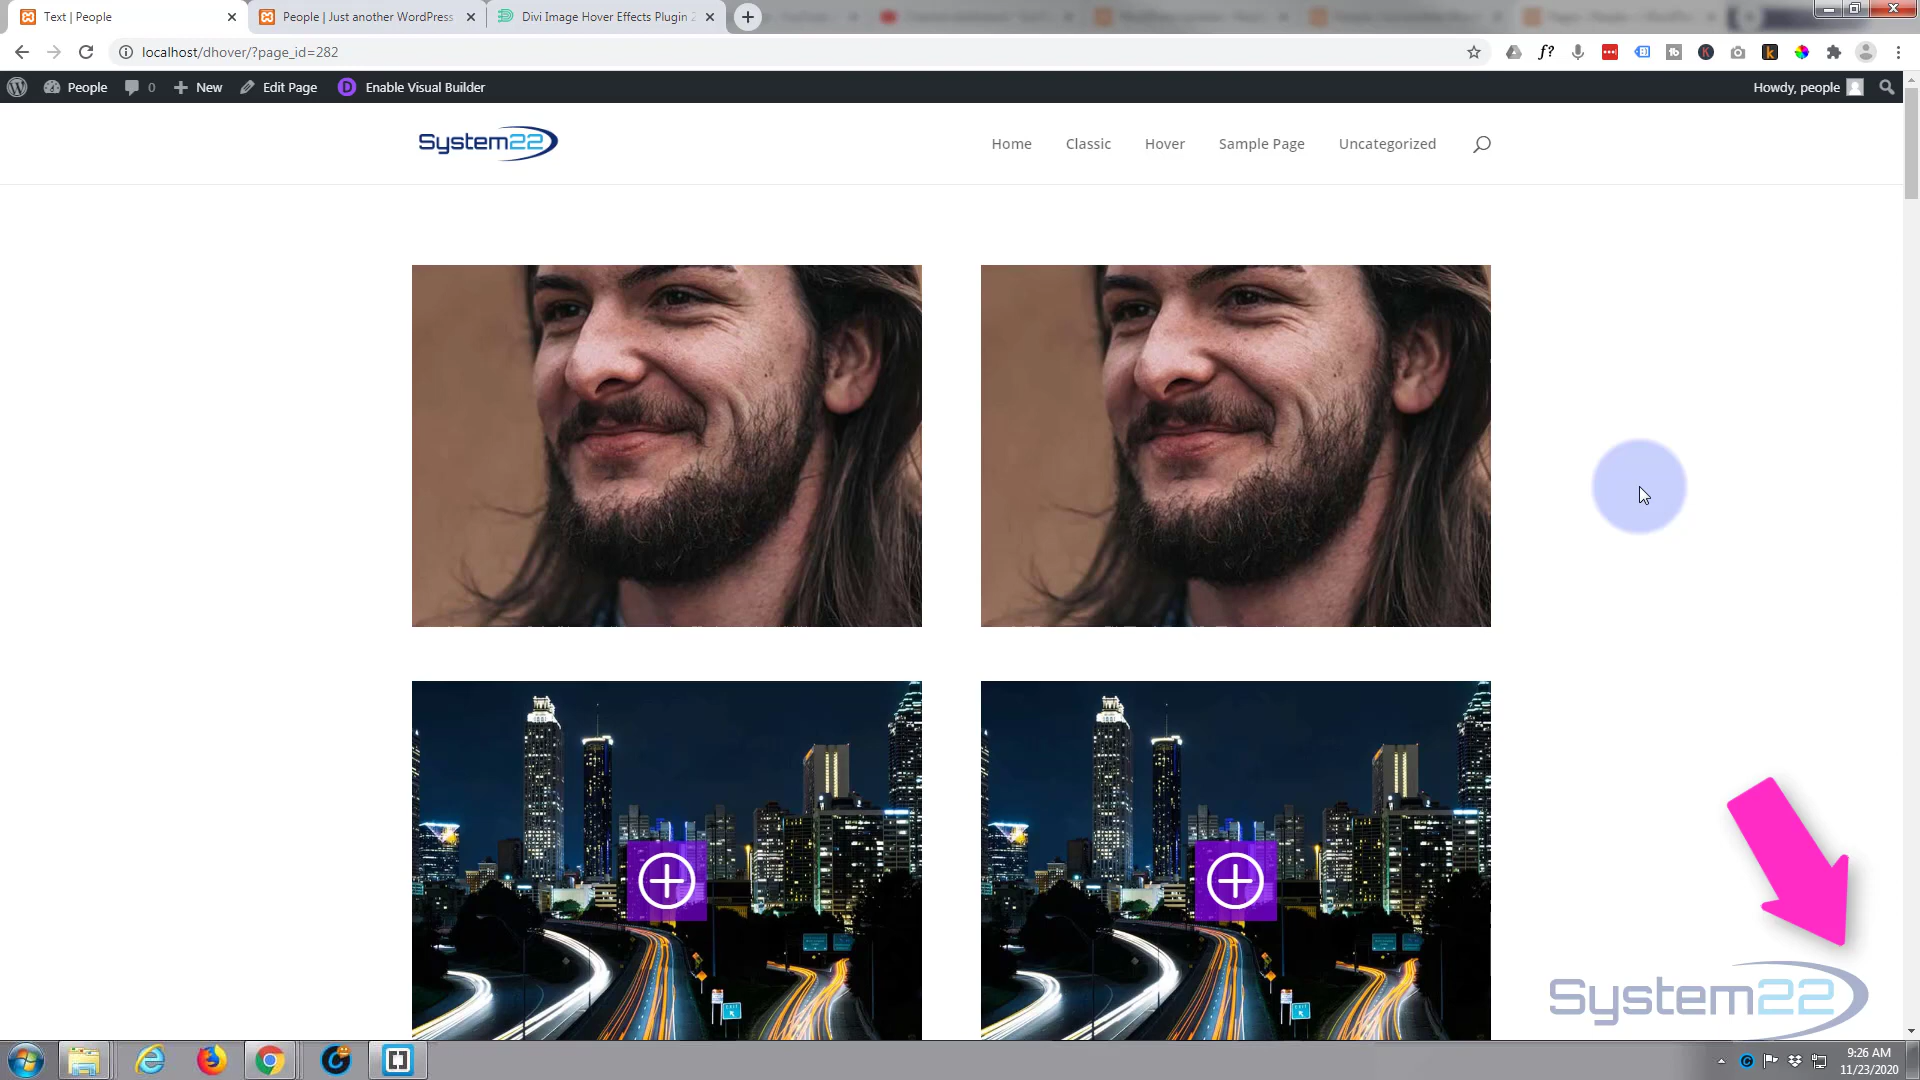 Text | People
People | Just another WordPress
Divi Image Hover Effects Plugin 2
localhost/dhover/?page_id=282
People
0
New
Edit Page
Enable Visual Builder
Howdy, people
System22
Home
Classic
Hover
Sample Page
Uncategorized
System22
9:26 AM
11/23/2020